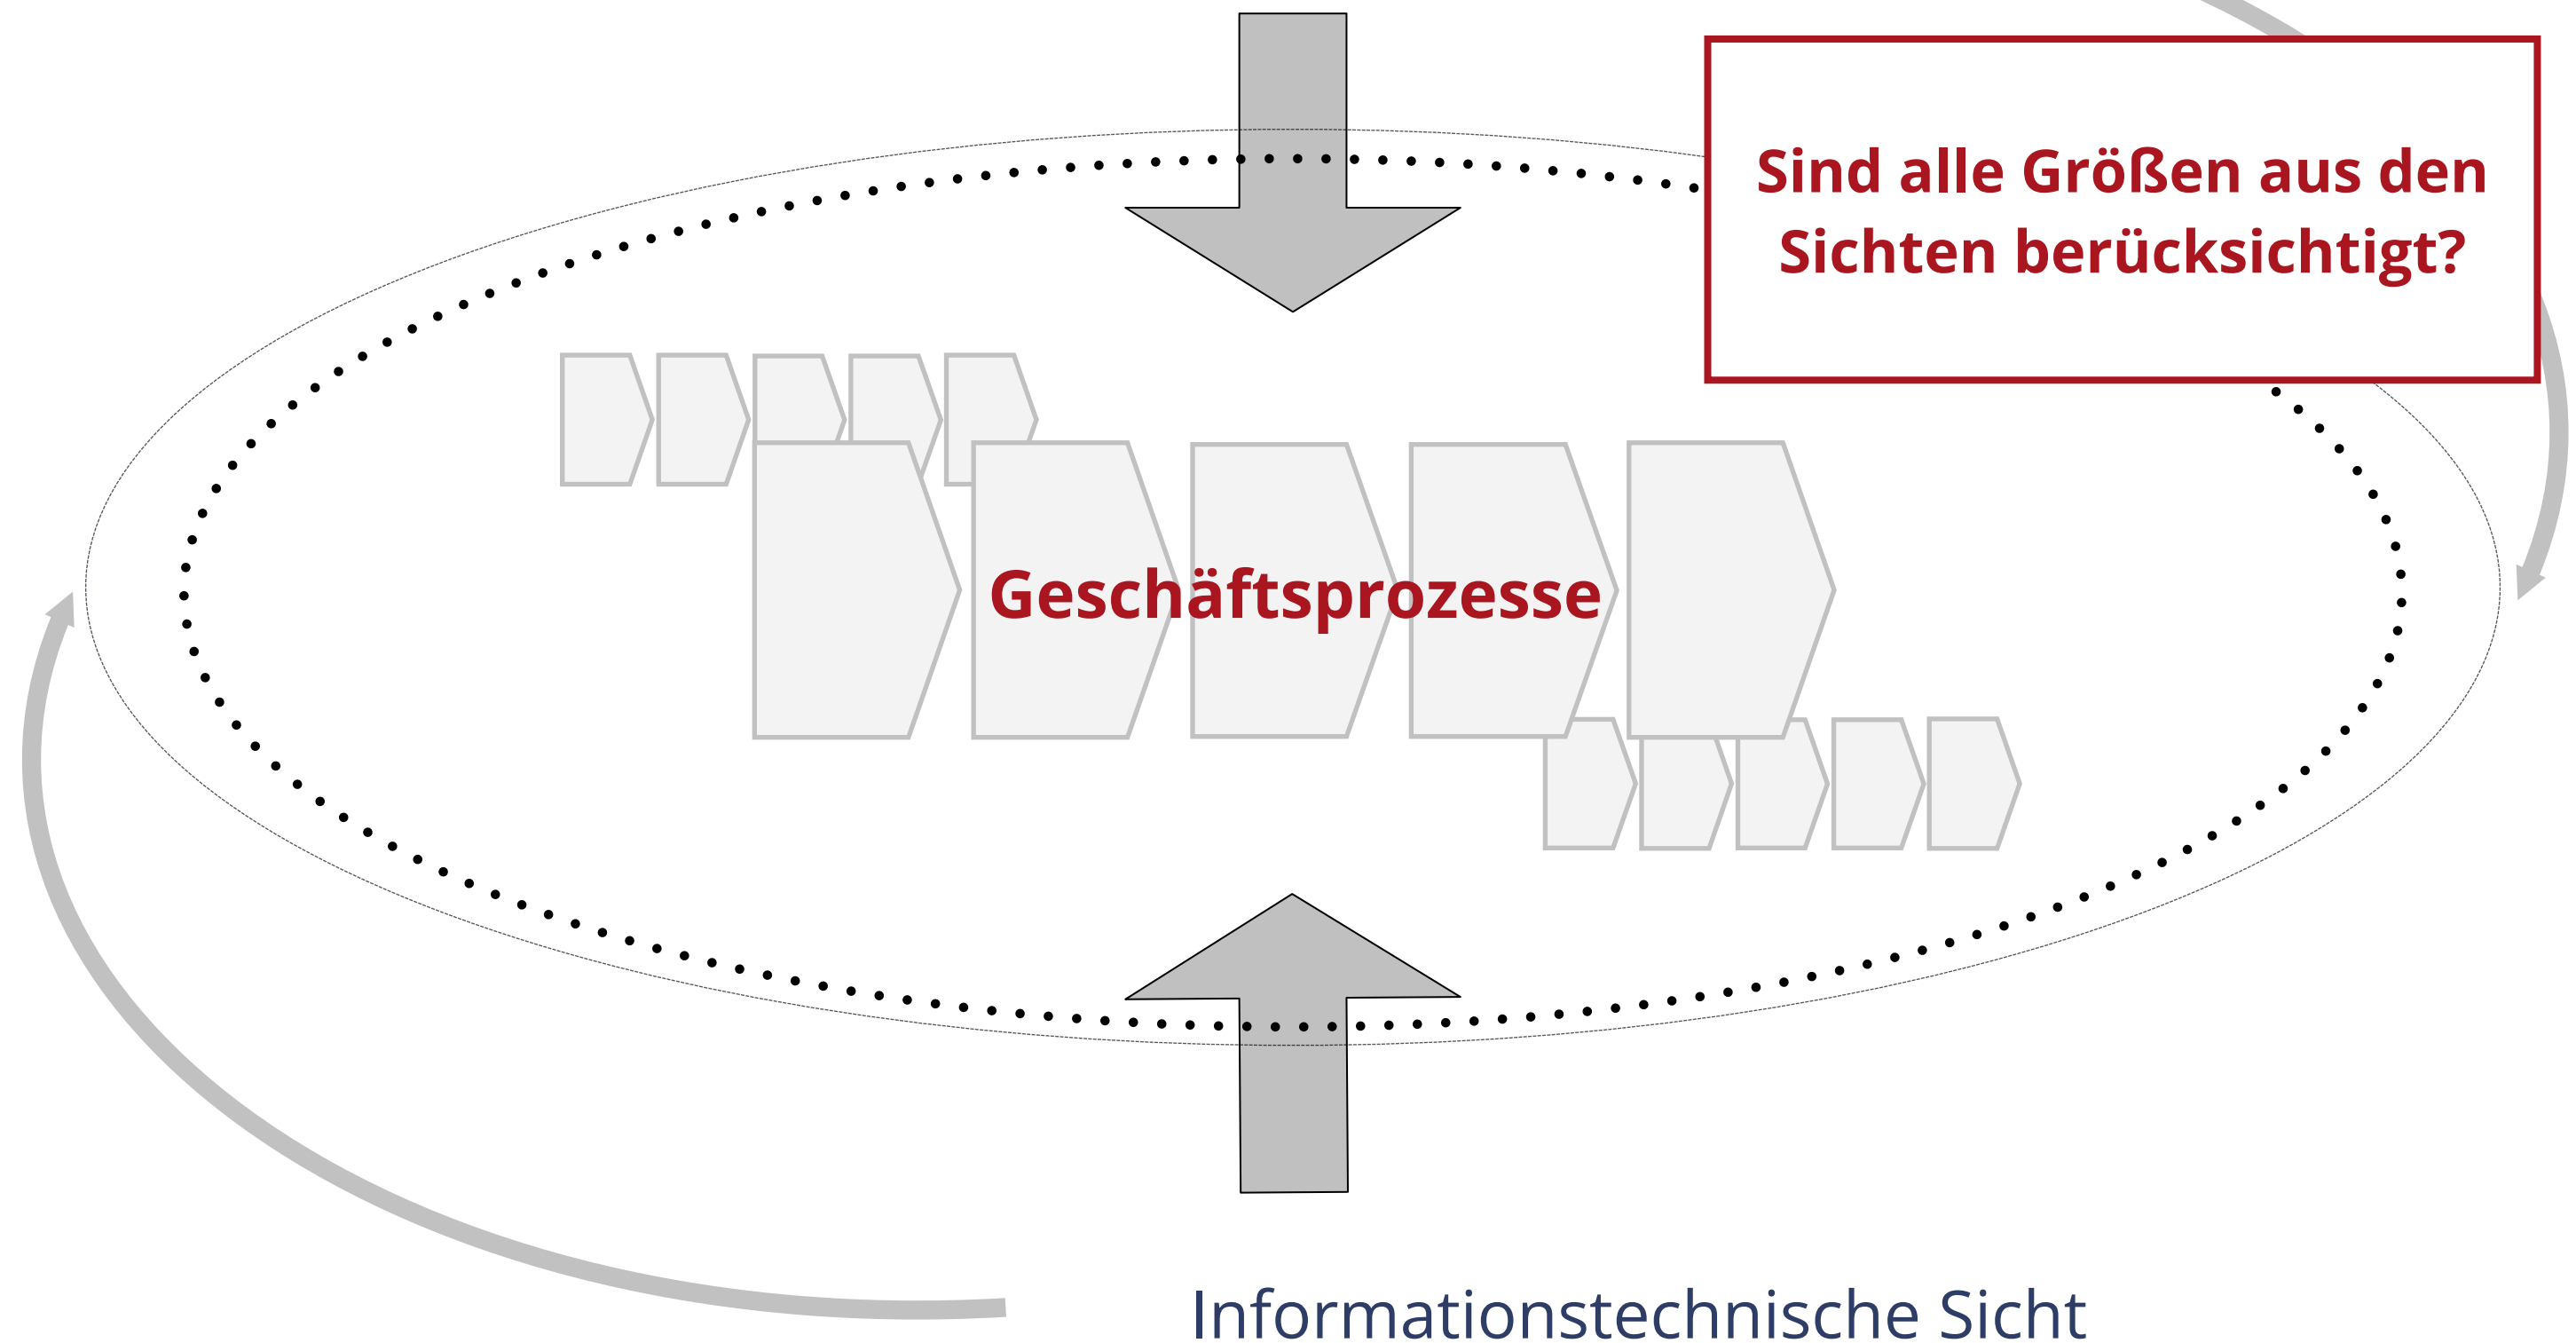 Sind alle Größen aus den
Sichten berücksichtigt?
Geschäftsprozesse
Informationstechnische Sicht